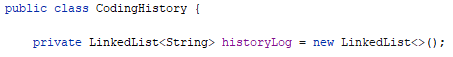 public class CodingHistory {
private LinkedList<String> historyLog = new LinkedList<>();